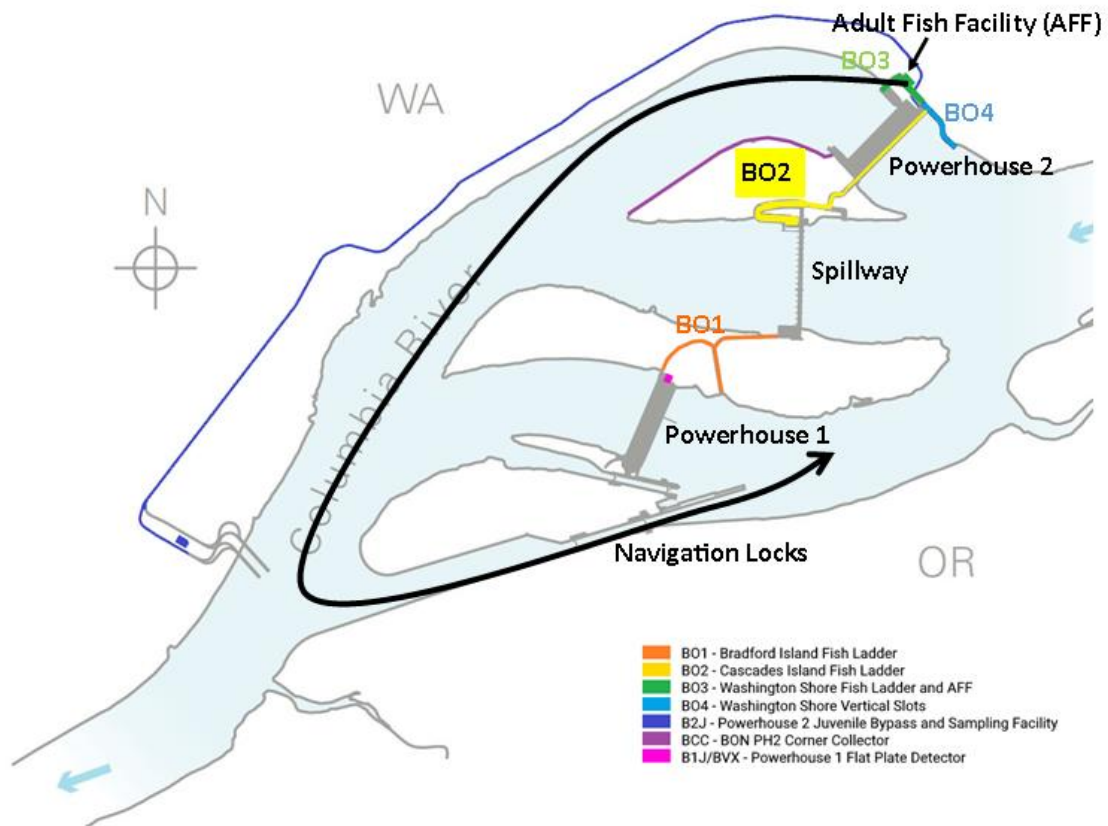 Adult Fish Facility (AFF)
BO3
WA
BO4
Powerhouse 2
BO2
N
Spillway
Columbia River
BO1
Powerhouse 1
Navigation Locks
OR
BO1 - Bradford Island Fish Ladder
BO2 - Cascades Island Fish Ladder
BO3 - Washington Shore Fish Ladder and AFF
BO4 - Washington Shore Vertical Slots
B2J - Powerhouse 2 Juvenile Bypass and Sampling Facility
BCC - BON PH2 Corner Collector
B1J/BVX - Powerhouse 1 Flat Plate Detector